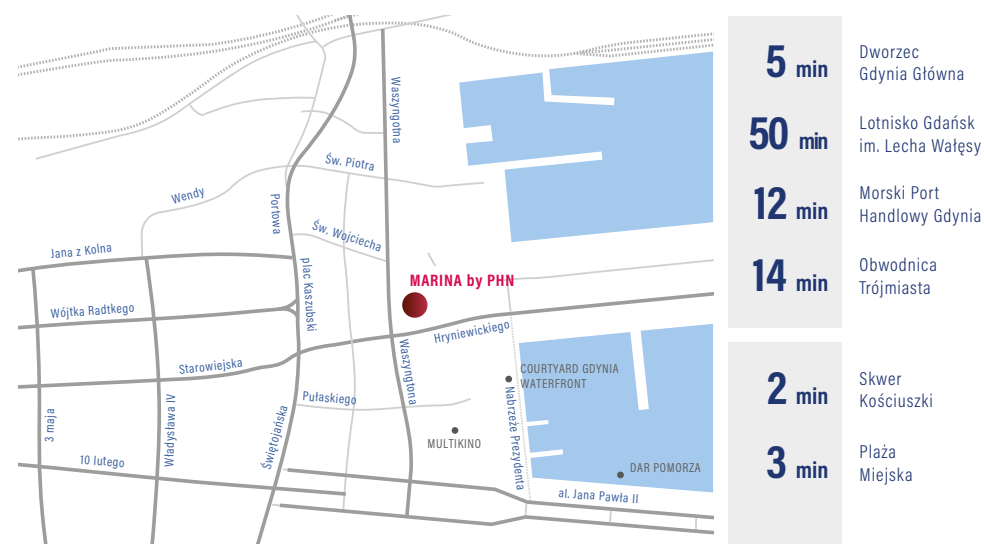 Waszyngotna
Św. Piotra
Wendy
Portowa
Św. Wojciecha
Jana z Kolna
plac Kaszubski
MARINA by PHN
Wójtka Radtkego
Hryniewickiego
Starowiejska
Waszyngtona
COURTYARD GDYNIA
WATERFRONT
Pułaskiego
Nabrzeże Prezydenta
3 maja
Władysława IV
Świętojańska
MULTIKINO
10 lutego
DAR POMORZA
al. Jana Pawła II
5 min
Dworzec
Gdynia Główna
50 min
Lotnisko Gdańsk
im. Lecha Wałęsy
12 min
Morski Port
Handlowy Gdynia
14 min
Obwodnica
Trójmiasta
2 min
Skwer
Kościuszki
3 min
Plaża
Miejska